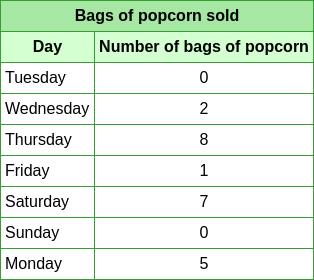 Bags of popcorn sold
Day Number of bags of popcorn
Tuesday 0
Wednesday 2
Thursday 8
Friday 1
Saturday 7
Sunday 0
Monday 5